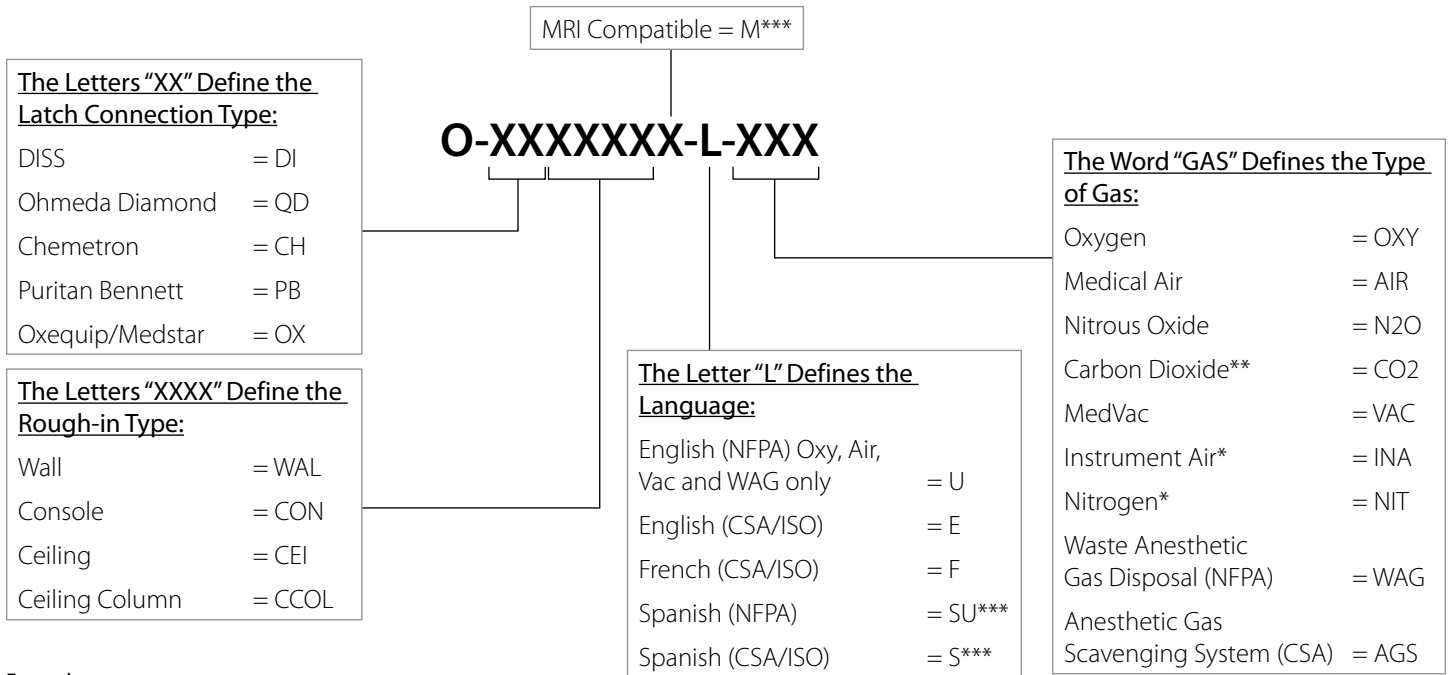 MRI Compatible = M***
The Letters "XX" Define the
Latch Connection Type:
DISS = DI
Ohmeda Diamond = QD
Chemetron = CH
Puritan Bennett = PB
Oxequip/Medstar = OX
O-XXXXXXX-L-XXX
The Letters "XXXX" Define the
Rough-in Type:
Wall = WAL
Console = CON
Ceiling = CEI
Ceiling Column = CCOL
The Letter "L" Defines the
Language:
English (NFPA) Oxy, Air,
Vac and WAG only = U
English (CSA/ISO) = E
French (CSA/ISO) = F
Spanish (NFPA) = SU***
Spanish (CSA/ISO) = S***
The Word "GAS" Defines the Type
of Gas:
Oxygen = OXY
Medical Air = AIR
Nitrous Oxide = N2O
Carbon Dioxide** = CO2
MedVac = VAC
Instrument Air* = INA
Nitrogen* = NIT
Waste Anesthetic
Gas Disposal (NFPA) = WAG
Anesthetic Gas
Scavenging System (CSA) = AGS